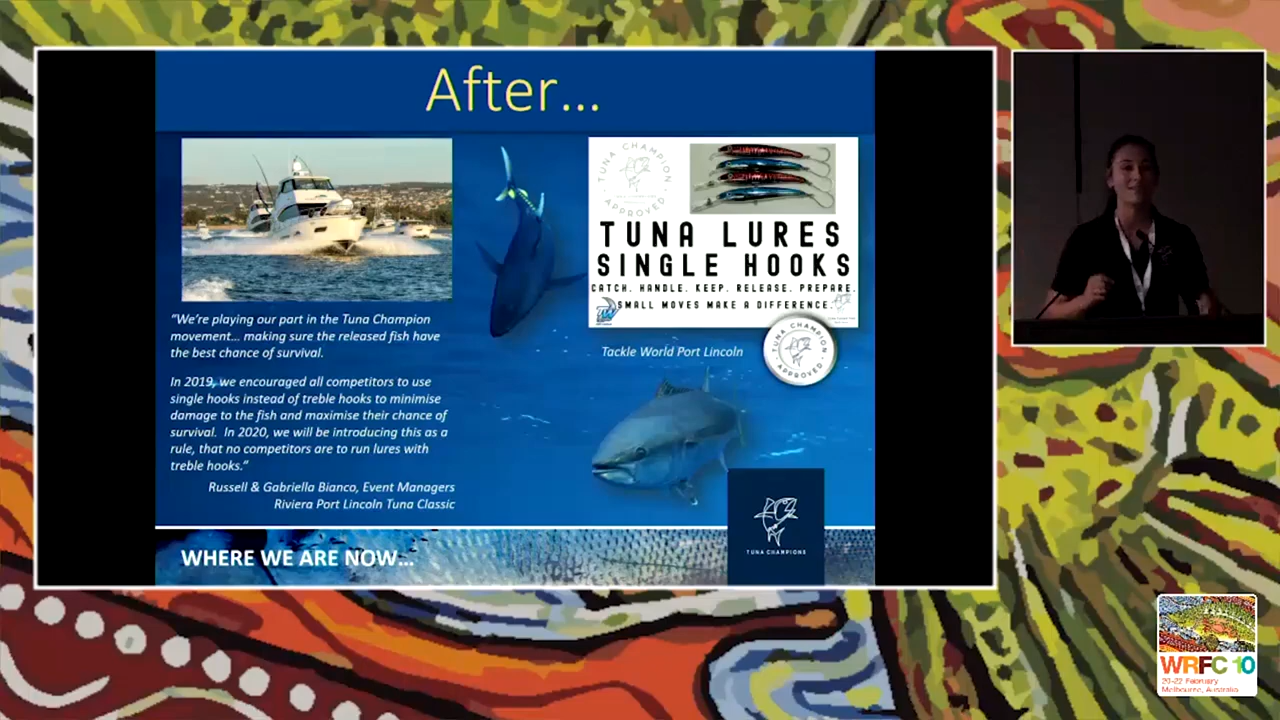 After...
"We're playing our part in the Tuna Champion
movement... making sure the released fish have
the best chance of survival.
In 2019, we encouraged all competitors to use
single hooks instead of treble hooks to minimise
damage to the fish and maximise their chance of
survival. In 2020, we will be introducing this as a
rule, that no competitors are to run lures with
treble hooks."
Russell & Gabriella Bianco, Event Managers
Riviera Port Lincoln Tuna Classic
TUNA CHAMPION
APPROVED
TUNA LURES
SINGLE HOOKS
CATCH. HANDLE. KEEP. RELEASE. PREPARE.
SMALL MOVES MAKE A DIFFERENCE.
Tackle World Port Lincoln
TUNA CHAMPION
APPROVED
TUNA CHAMPIONS
WHERE WE ARE NOW...
WRFC 10
Melbourne, Australia